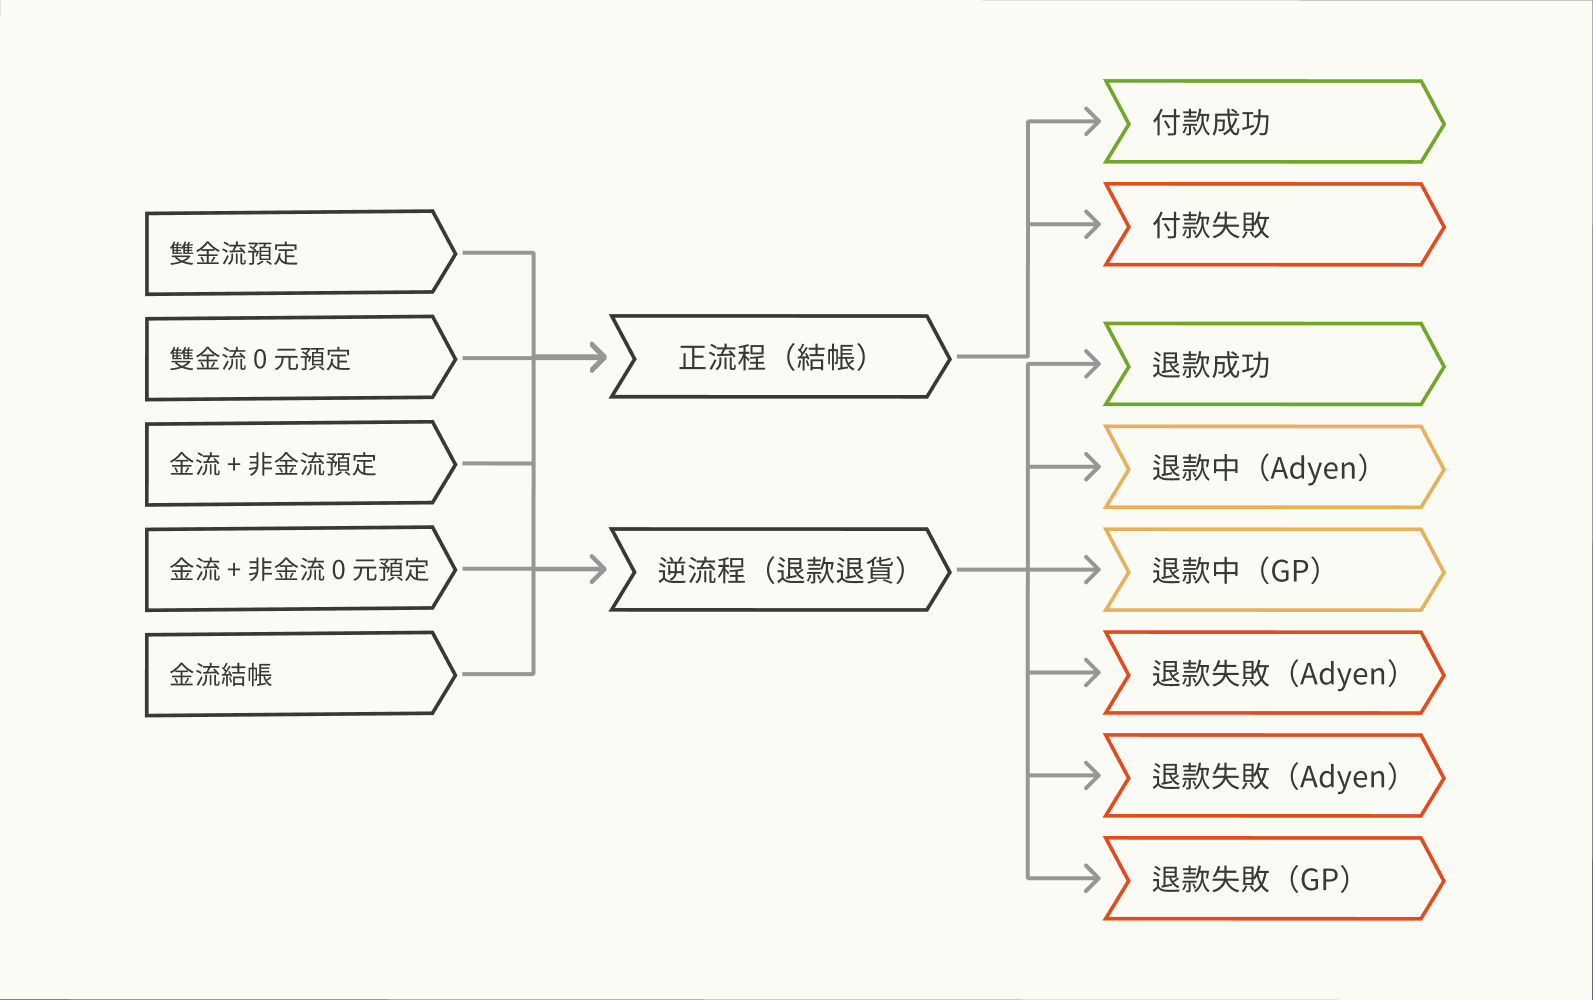 雙金流預定
雙金流 0 元預定
金流 + 非金流預定
金流 + 非金流 0 元預定
金流結帳
正流程（結帳）
逆流程（退款退貨）
付款成功
付款失敗
退款成功
退款中（Adyen）
退款中（GP）
退款失敗（Adyen）
退款失敗（Adyen）
退款失敗（GP）